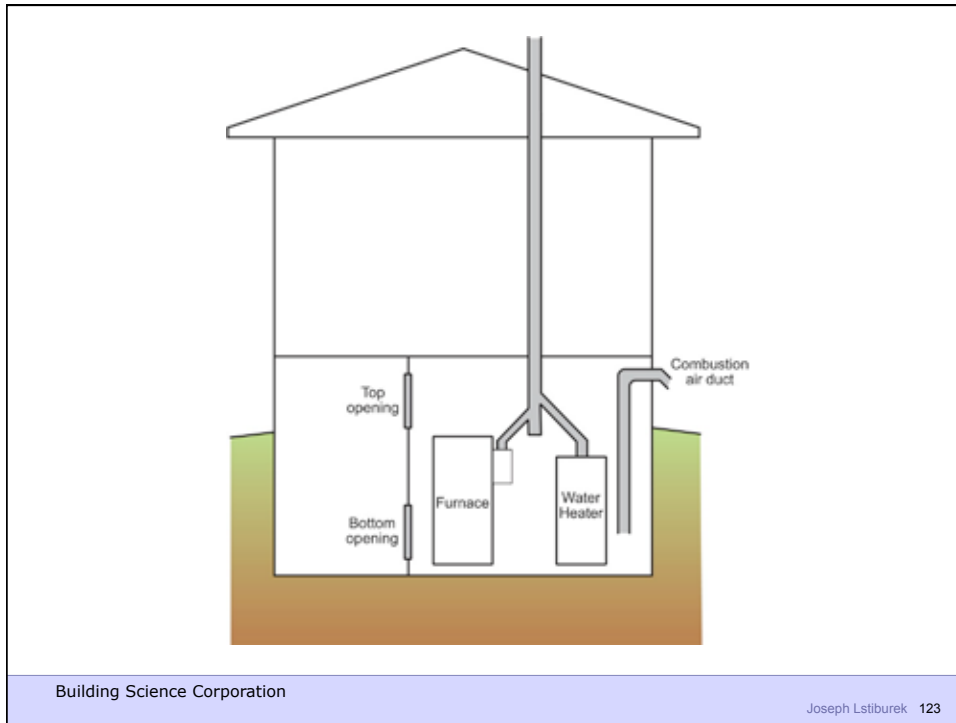 Combustion
air duct
Top
opening
Furnace
Water
Heater
Bottom
opening
Building Science Corporation
Joseph Lstiburek 123